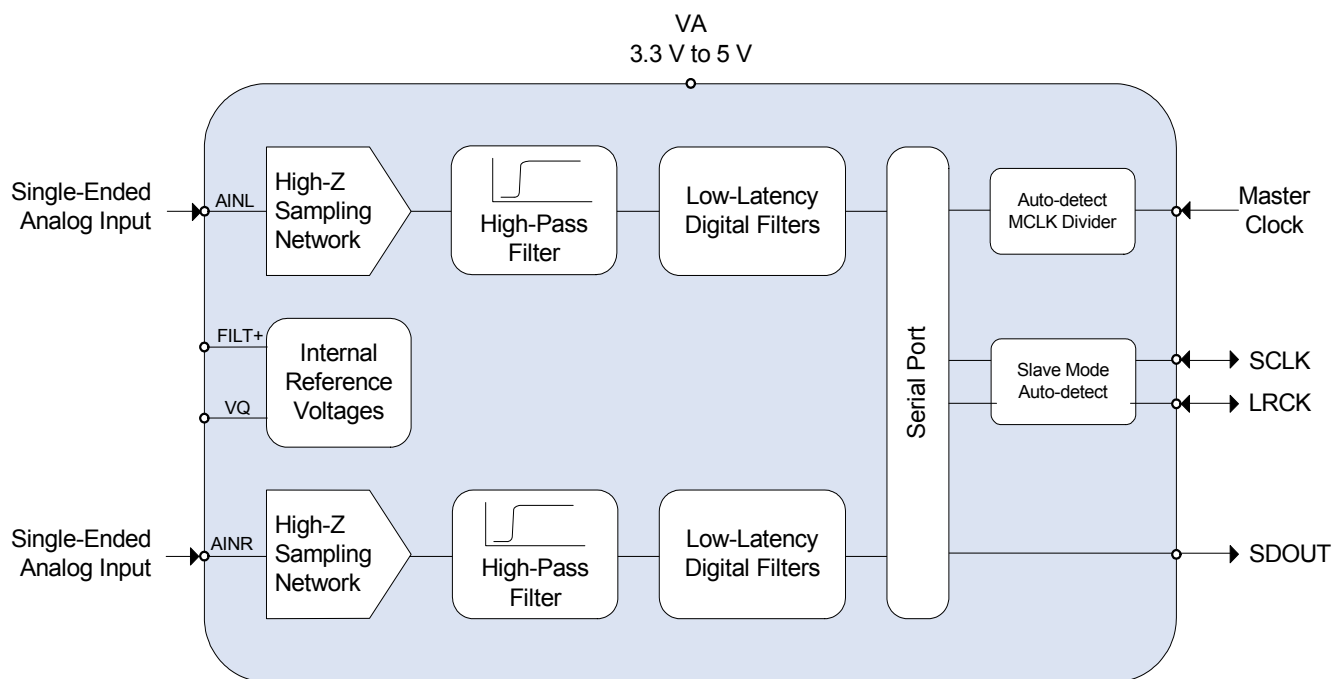 VA
3.3 V to 5 V
Single-Ended
Analog Input
AINL
High-Z
Sampling
Network
High-Pass
Filter
Low-Latency
Digital Filters
Auto-detect
MCLK Divider
Master
Clock
FILT+
VQ
Internal
Reference
Voltages
Serial Port
Slave Mode
Auto-detect
SCLK
LRCK
Single-Ended
Analog Input
AINR
High-Z
Sampling
Network
High-Pass
Filter
Low-Latency
Digital Filters
SDOUT